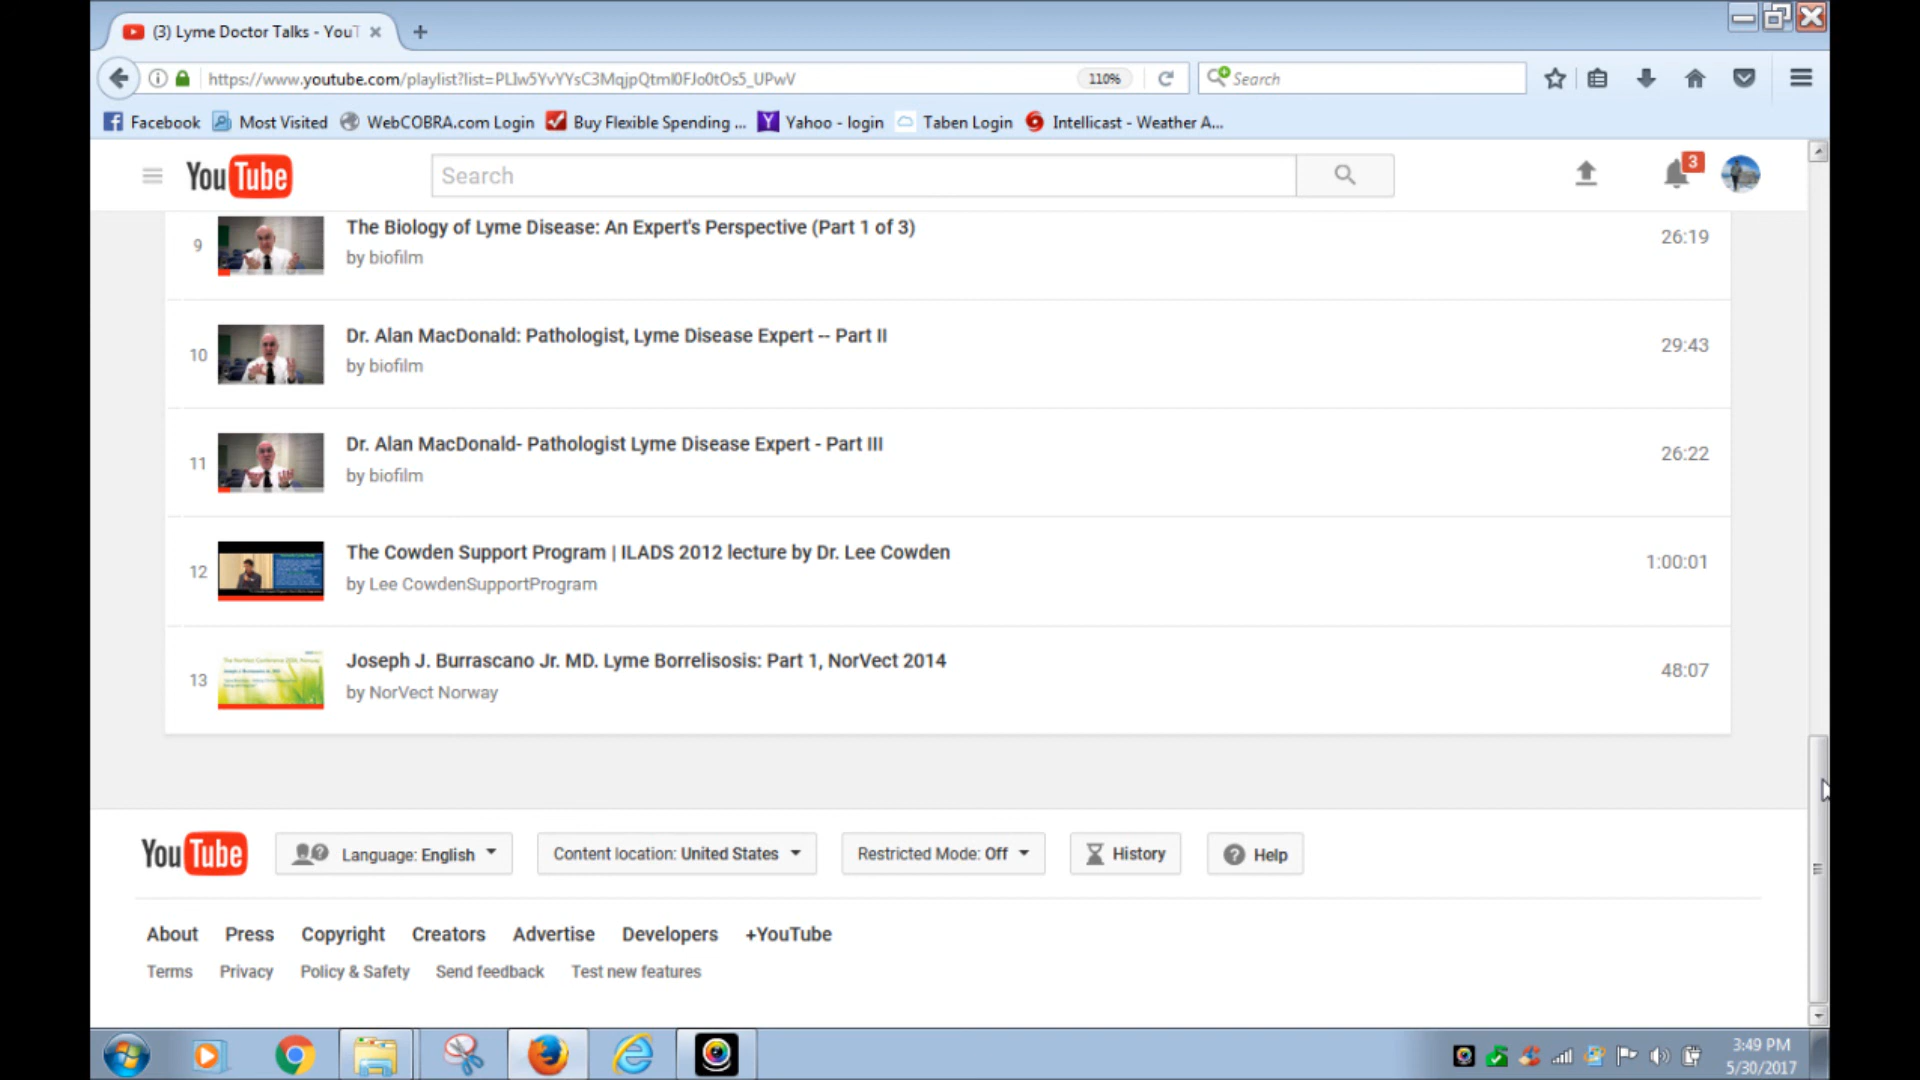 (3) Lyme Doctor Talks - YouT
https://www.youtube.com/playlist?list=PLIw5YvYYsC3MqjpQtml0FJo0tOs5_UPwV
110%
Search
Facebook
Most Visited
WebCOBRA.com Login
Buy Flexible Spending ...
Yahoo - login
Taben Login
Intellicast - Weather A...
YouTube
Search
3
9
The Biology of Lyme Disease: An Expert's Perspective (Part 1 of 3)
by biofilm
26:19
10
Dr. Alan MacDonald: Pathologist, Lyme Disease Expert -- Part II
by biofilm
29:43
11
Dr. Alan MacDonald- Pathologist Lyme Disease Expert - Part III
by biofilm
26:22
12
The Cowden Support Program | ILADS 2012 lecture by Dr. Lee Cowden
by Lee CowdenSupportProgram
1:00:01
13
Joseph J. Burrascano Jr. MD. Lyme Borrelisosis: Part 1, NorVect 2014
by NorVect Norway
48:07
YouTube
Language: English
Content location: United States
Restricted Mode: Off
History
Help
About Press Copyright Creators Advertise Developers +YouTube
Terms Privacy Policy & Safety Send feedback Test new features
3:49 PM
5/30/2017